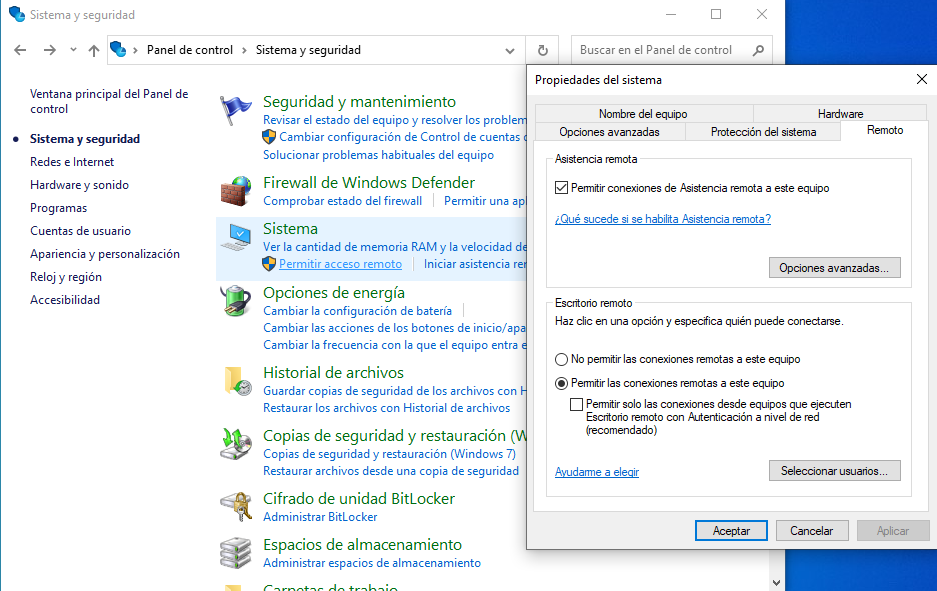 Sistema y seguridad
Panel de control
Sistema y seguridad
Buscar en el Panel de control
Ventana principal del Panel de
control
Sistema y seguridad
Redes e Internet
Hardware y sonido
Programas
Cuentas de usuario
Apariencia y personalización
Reloj y región
Accesibilidad
Seguridad y mantenimiento
Revisar el estado del equipo y resolver los problem
Cambiar configuración de Control de cuentas
Solucionar problemas habituales del equipo
Firewall de Windows Defender
Comprobar estado del firewall
Permitir una ap
Sistema
Ver la cantidad de memoria RAM y la velocidad de
Permitir acceso remoto
Iniciar asistencia re
Opciones de energía
Cambiar la configuración de batería
Cambiar las acciones de los botones de inicio/apa
Cambiar la frecuencia con la que el equipo entra e
Historial de archivos
Guardar copias de seguridad de los archivos con H
Restaurar los archivos con Historial de archivos
Copias de seguridad y restauración (W
Copias de seguridad y restauración (Windows 7)
Restaurar archivos desde una copia de seguridad
Cifrado de unidad BitLocker
Administrar BitLocker
Espacios de almacenamiento
Administrar espacios de almacenamiento
Carpetas de trabajo
Propiedades del sistema
Nombre del equipo
Hardware
Opciones avanzadas
Protección del sistema
Remoto
Asistencia remota
Permitir conexiones de Asistencia remota a este equipo
¿Qué sucede si se habilita Asistencia remota?
Opciones avanzadas...
Escritorio remoto
Haz clic en una opción y especifica quién puede conectarse.
No permitir las conexiones remotas a este equipo
Permitir las conexiones remotas a este equipo
Permitir solo las conexiones desde equipos que ejecuten
Escritorio remoto con Autenticación a nivel de red
(recomendado)
Ayudarme a elegir
Seleccionar usuarios...
Aceptar
Cancelar
Aplicar